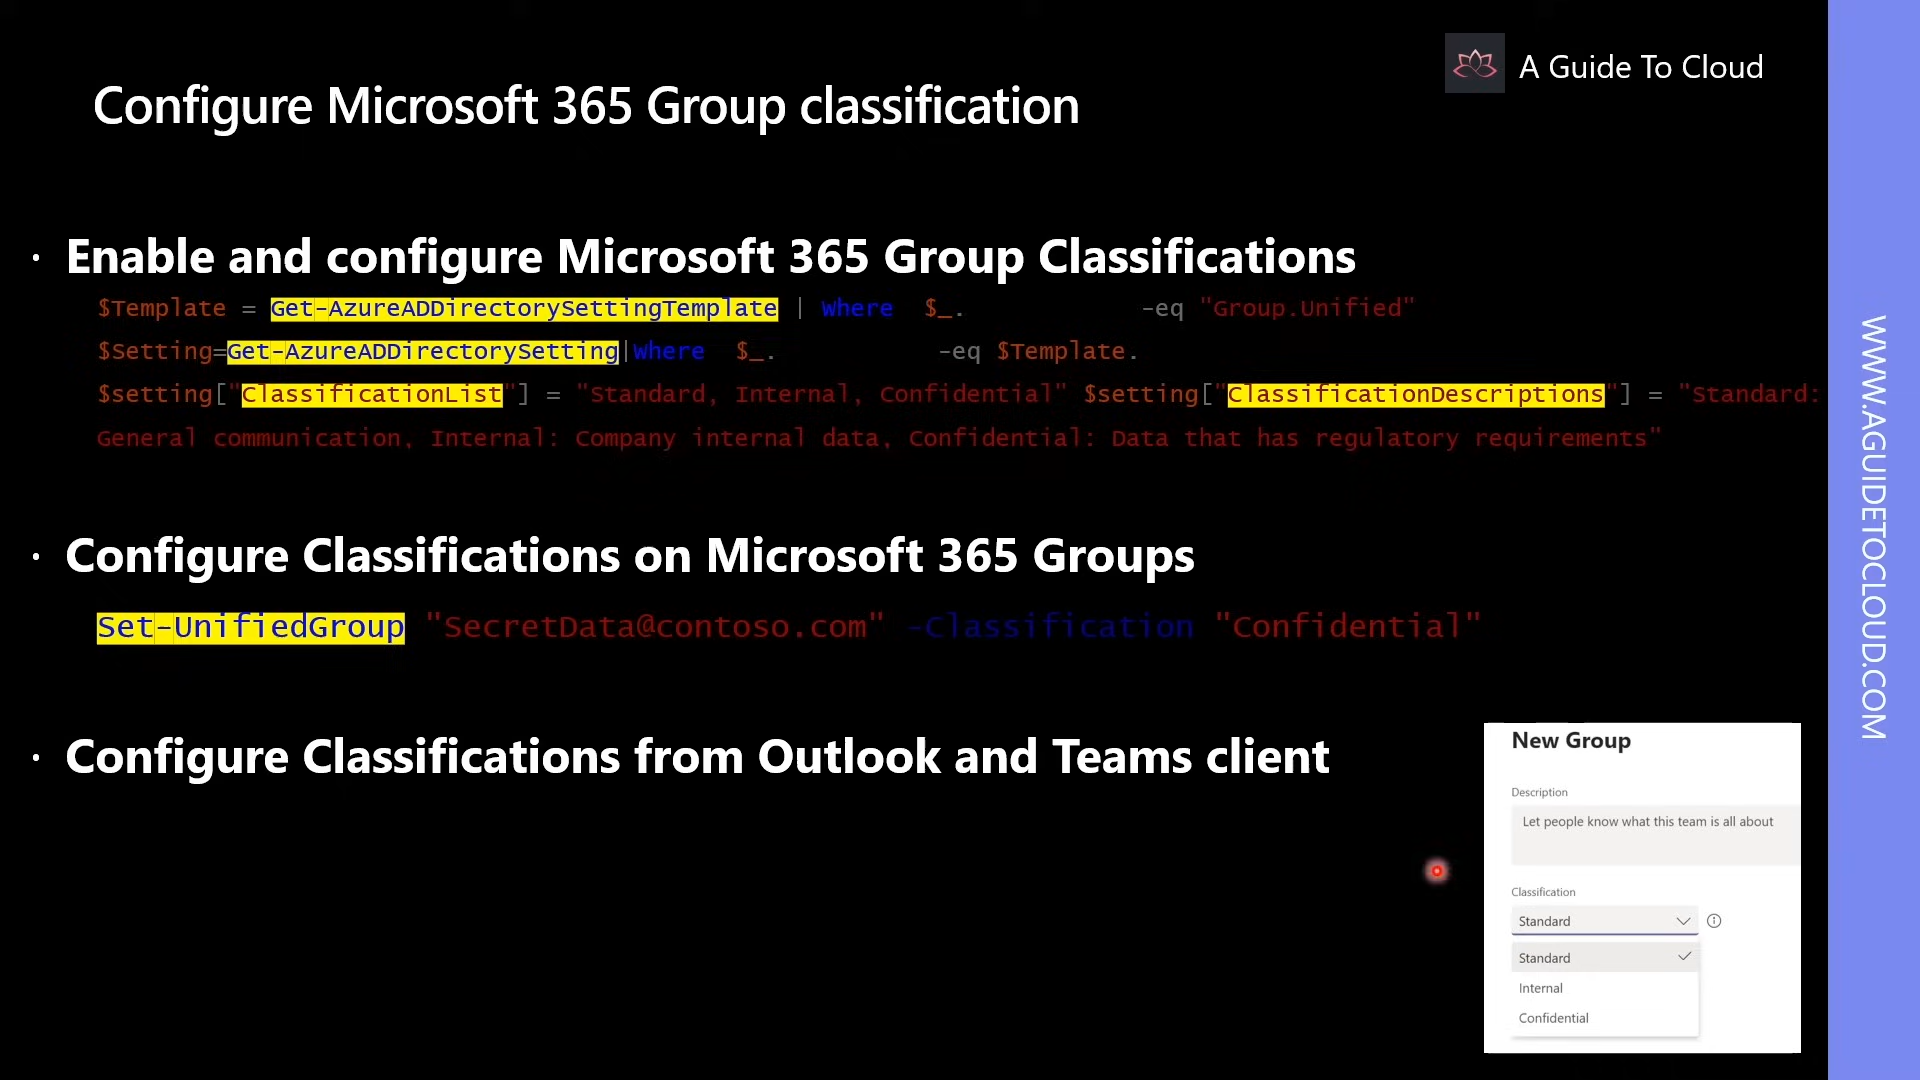 A Guide To Cloud
Configure Microsoft 365 Group classification
· Enable and configure Microsoft 365 Group Classifications
$Template = Get-AzureADDirectorySettingTemplate | Where $_. -eq "Group.Unified"
$Setting=Get-AzureADDirectorySetting|Where $_. -eq $Template.
$setting["ClassificationList"] = "Standard, Internal, Confidential" $setting["ClassificationDescriptions"] = "Standard:
General communication, Internal: Company internal data, Confidential: Data that has regulatory requirements"
· Configure Classifications on Microsoft 365 Groups
Set-UnifiedGroup "SecretData@contoso.com" -Classification "Confidential"
· Configure Classifications from Outlook and Teams client
New Group
Description
Let people know what this team is all about
Classification
Standard
Standard
Internal
Confidential
WWW.AGUIDETOCLOUD.COM